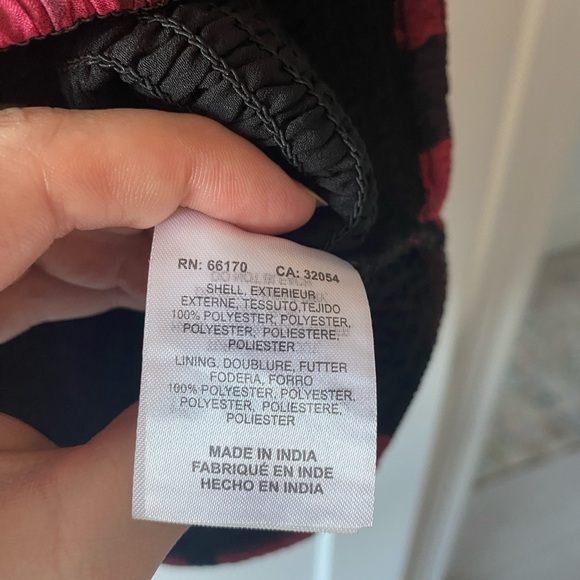 RN: 66170 CA: 32054
SHELL, EXTERIEUR
EXTERNE, TESSUTO,TEJIDO
100% POLYESTER, POLYESTER,
POLYESTER, POLIESTERE,
POLIESTER
LINING, DOUBLURE, FUTTER
FODERA, FORRO
100% POLYESTER, POLYESTER,
POLYESTER, POLIESTERE,
POLIESTER
MADE IN INDIA
FABRIQUÉ EN INDE
HECHO EN INDIA